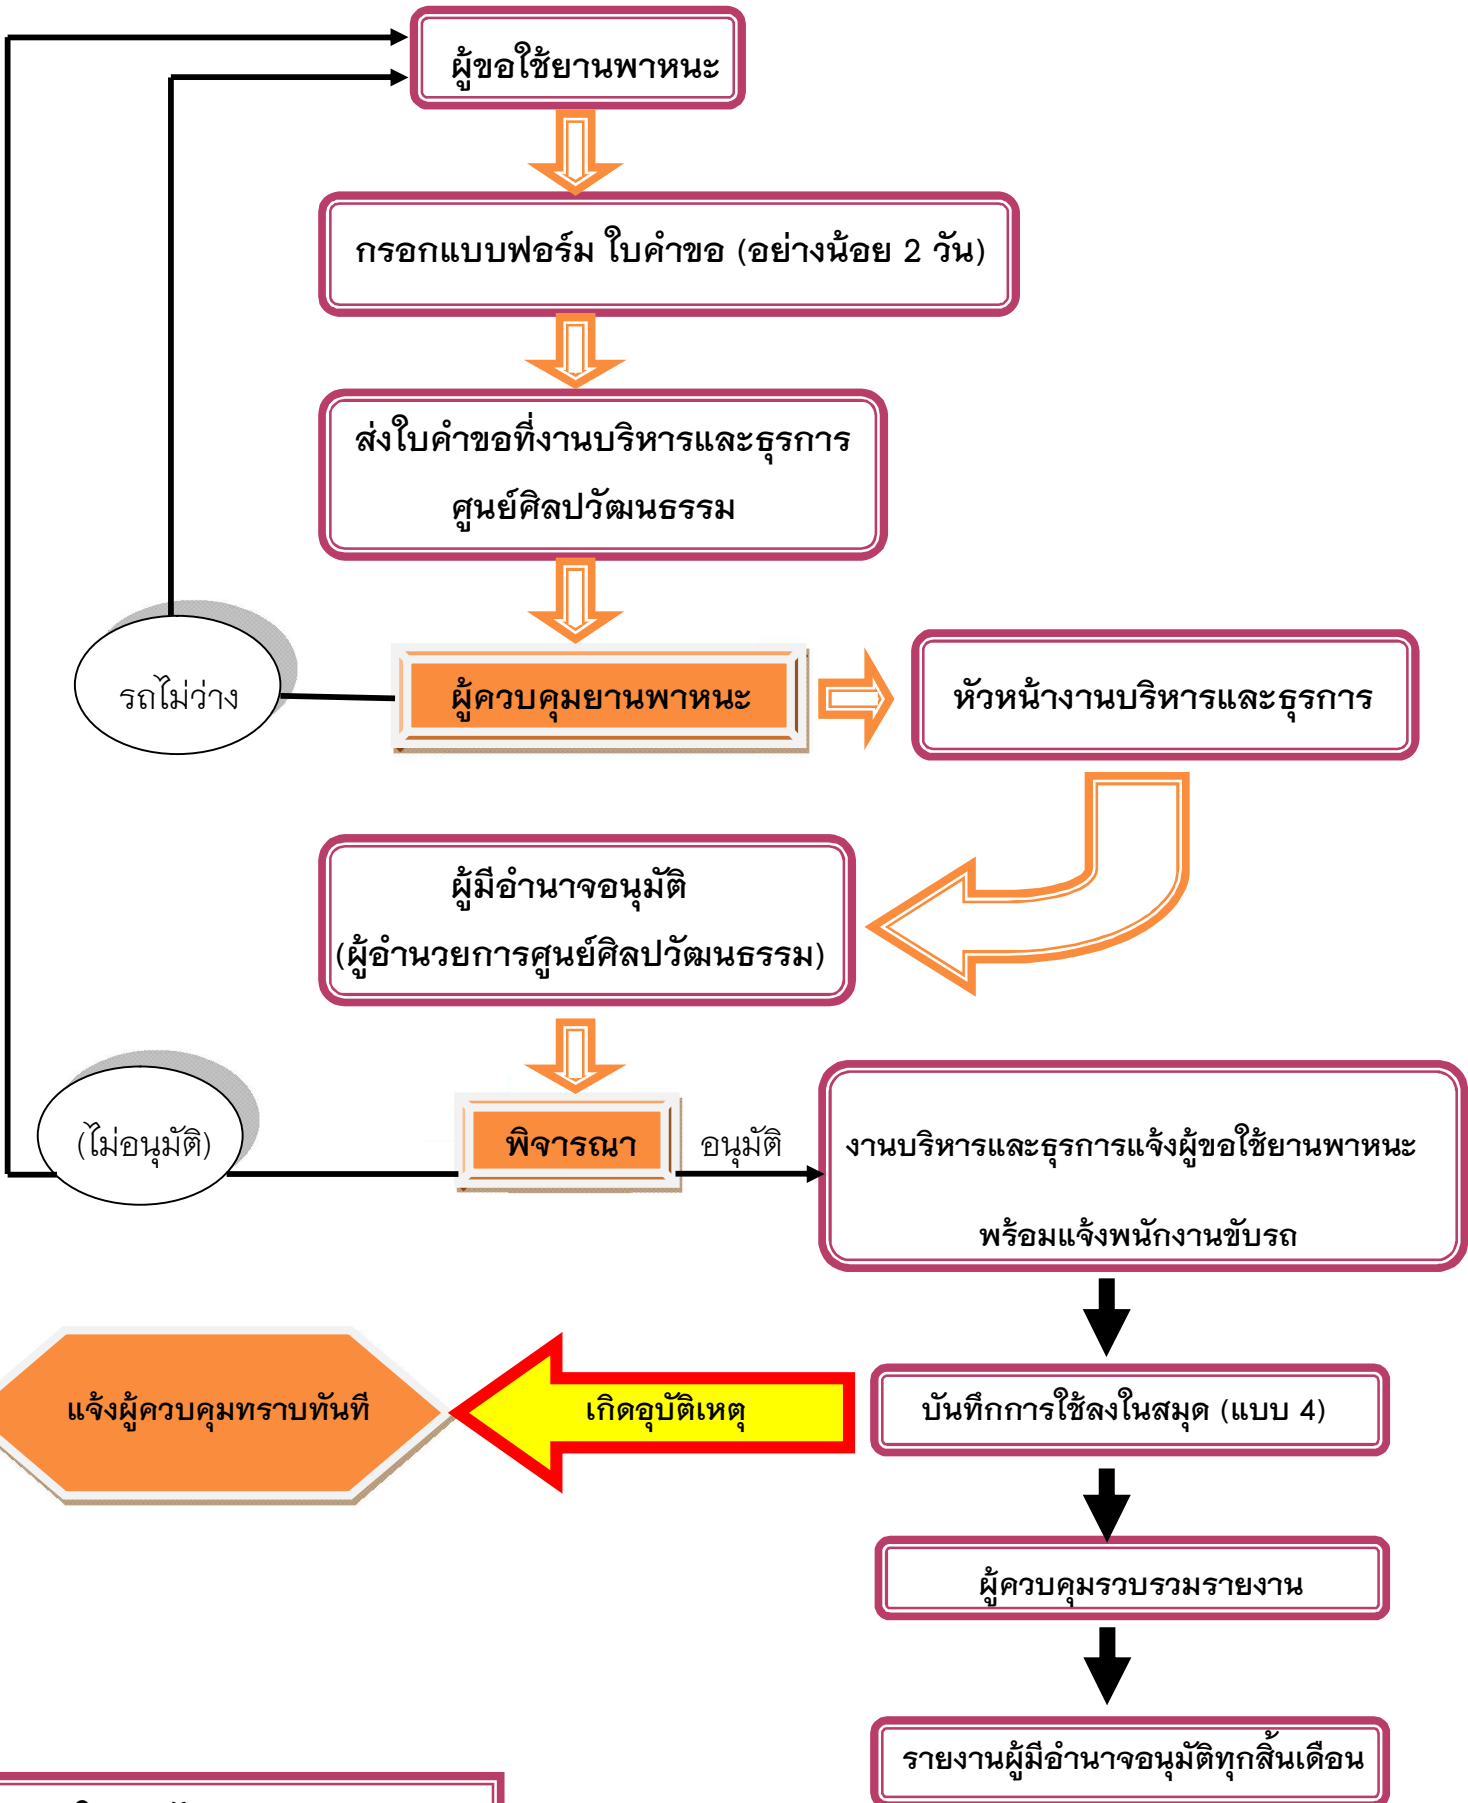 ผู้ขอใช้ยานพาหนะ
กรอกแบบฟอร์ม ใบคำขอ (อย่างน้อย 2 วัน)
ส่งใบคำขอที่งานบริหารและธุรการ
ศูนย์ศิลปวัฒนธรรม
รถไม่ว่าง
ผู้ควบคุมยานพาหนะ
หัวหน้างานบริหารและธุรการ
ผู้มีอำนาจอนุมัติ
(ผู้อำนวยการศูนย์ศิลปวัฒนธรรม)
(ไม่อนุมัติ)
พิจารณา
อนุมัติ
งานบริหารและธุรการแจ้งผู้ขอใช้ยานพาหนะ
พร้อมแจ้งพนักงานขับรถ
แจ้งผู้ควบคุมทราบทันที
เกิดอุบัติเหตุ
บันทึกการใช้ลงในสมุด (แบบ 4)
ผู้ควบคุมรวบรวมรายงาน
รายงานผู้มีอำนาจอนุมัติทุกสิ้นเดือน